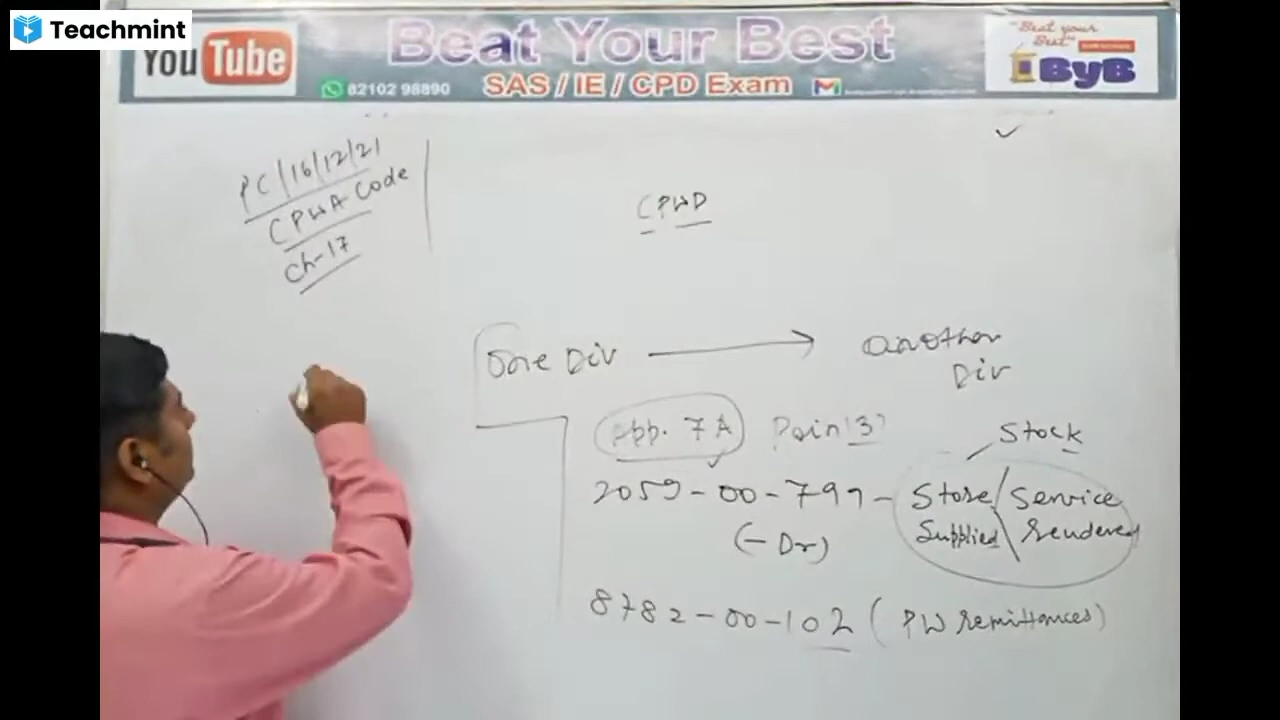 Teachmint
YouTube
Beat Your Best
SAS / IE / CPD Exam
82102 98890
"Beat your Best"
ByB
PC/16/12/21
CPWA Code
Ch-17
CPWD
One Div
another
Div
App. 7A
Stock
2059-00-799-
Store/Service
Supplied rendered
(- Dr)
8782-00-102 (PW remittances)